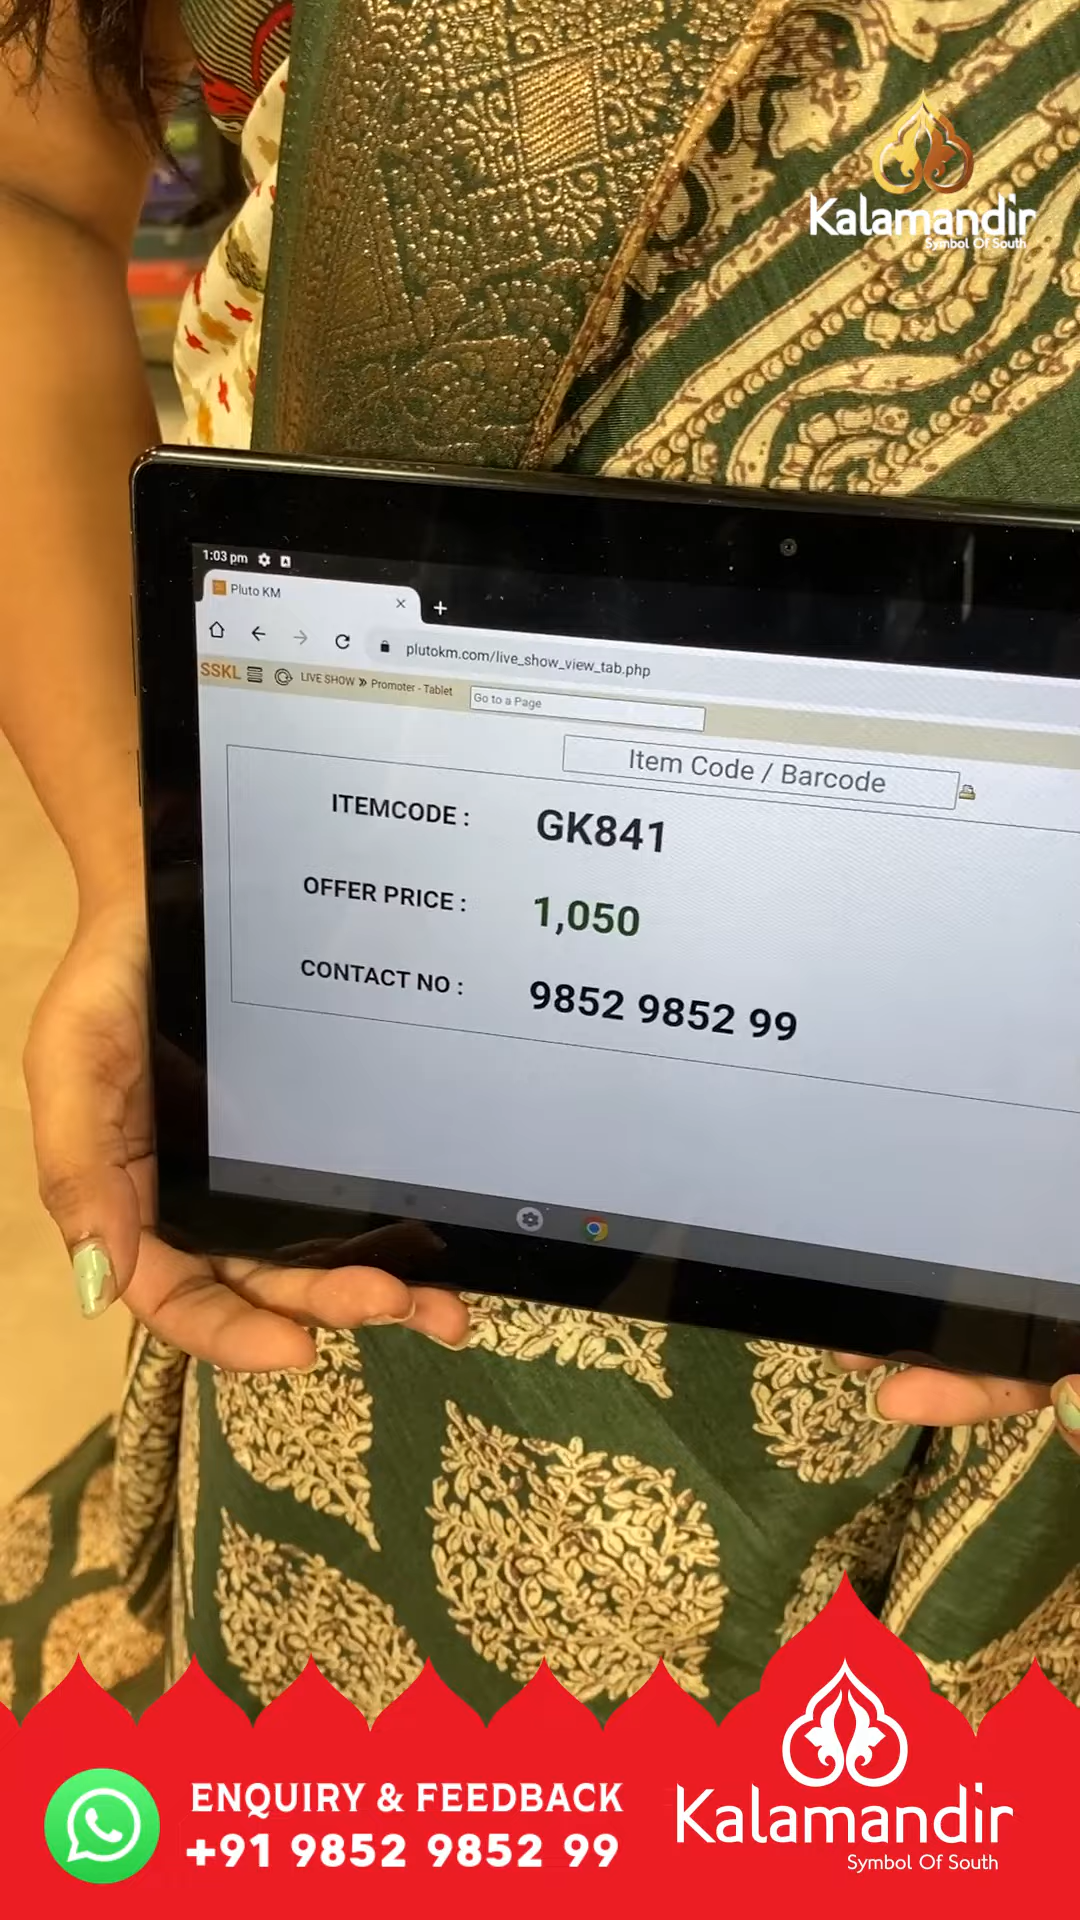 Kalamandir
Symbol Of South
1:03 pm
Pluto KM
plutokm.com/live_show_view_tab.php
SSKL
LIVE SHOW » Promoter - Tablet
Go to a Page
Item Code / Barcode
ITEMCODE : GK841
OFFER PRICE : 1,050
CONTACT NO : 9852 9852 99
ENQUIRY & FEEDBACK
+91 9852 9852 99
Kalamandir
Symbol Of South